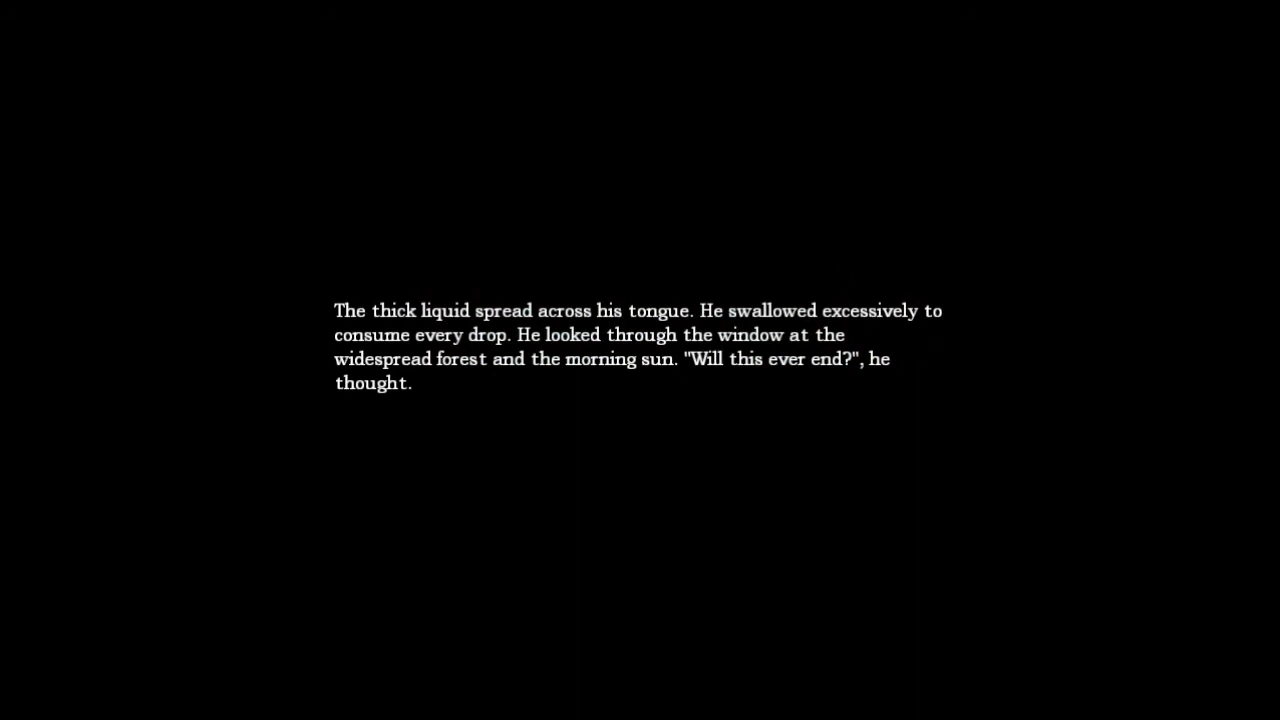 The thick liquid spread across his tongue. He swallowed excessively to
consume every drop. He looked through the window at the
widespread forest and the morning sun. "Will this ever end?", he
thought.